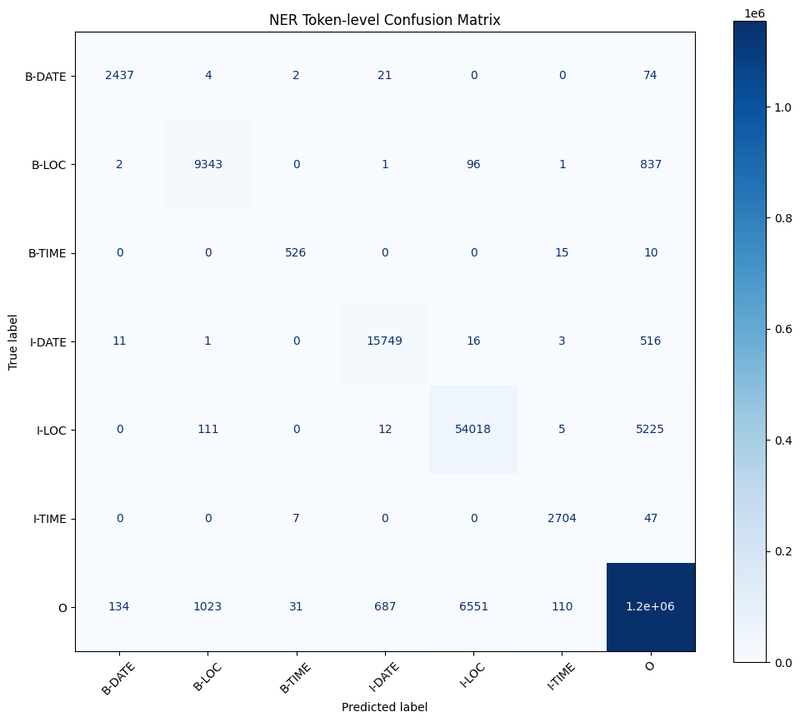 NER Token-level Confusion Matrix
1e6
B-DATE 2437 4 2 21 0 0 74
B-LOC 2 9343 0 1 96 1 837
B-TIME 0 0 526 0 0 15 10
I-DATE 11 1 0 15749 16 3 516
I-LOC 0 111 0 12 54018 5 5225
I-TIME 0 0 7 0 0 2704 47
O 134 1023 31 687 6551 110 1.2e+06
B-DATE B-LOC B-TIME I-DATE I-LOC I-TIME O
Predicted label
True label
1.0
0.8
0.6
0.4
0.2
0.0